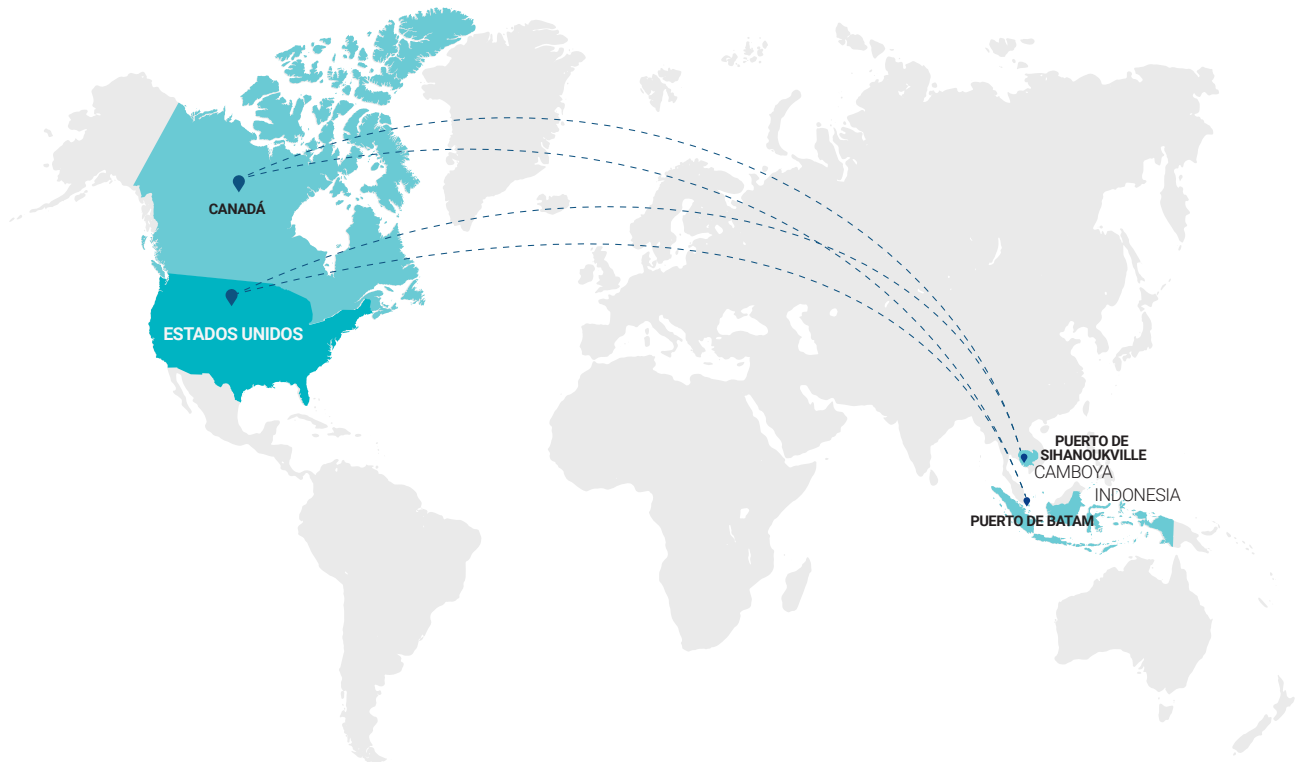 CANADÁ
ESTADOS UNIDOS
PUERTO DE
SIHANOUKVILLE
CAMBOYA
INDONESIA
PUERTO DE BATAM